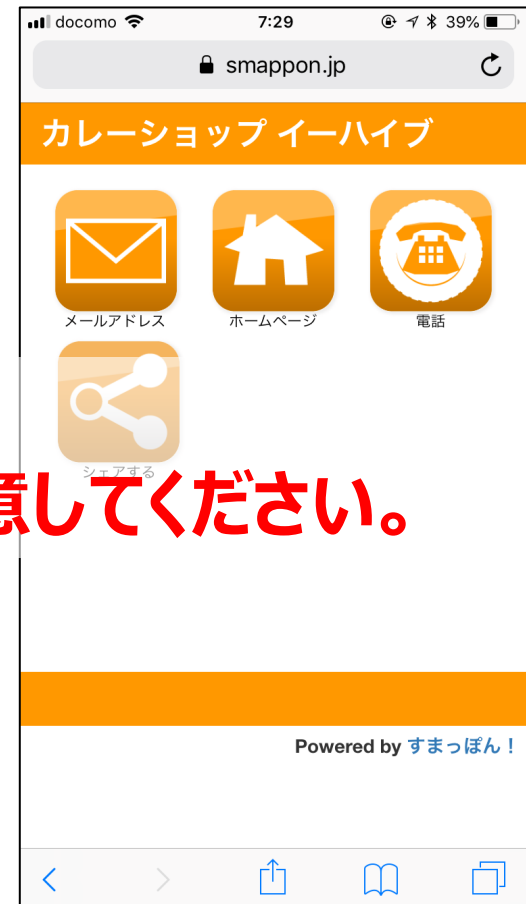 docomo 7:29 39%
smappon.jp
カレーショップ イーハイブ
メールアドレス ホームページ 電話
シェアする
意してください。
Powered by すまっぽん！